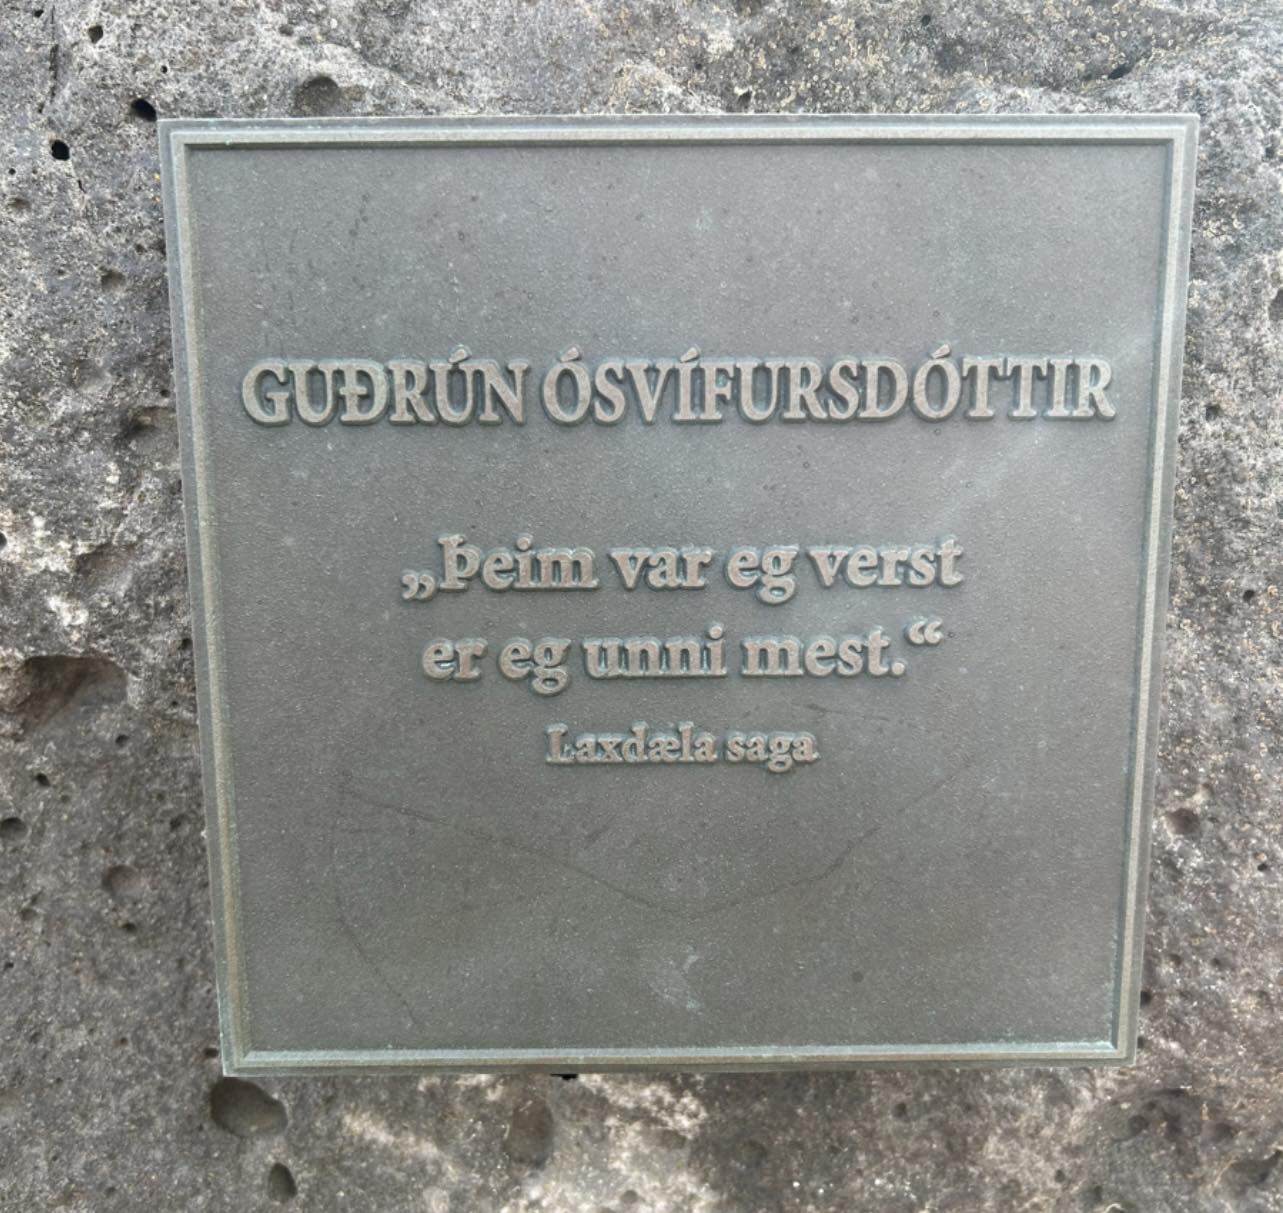 GUÐRÚN ÓSVÍFURSDÓTTIR
„Þeim var eg verst
er eg unni mest.“
Laxdæla saga